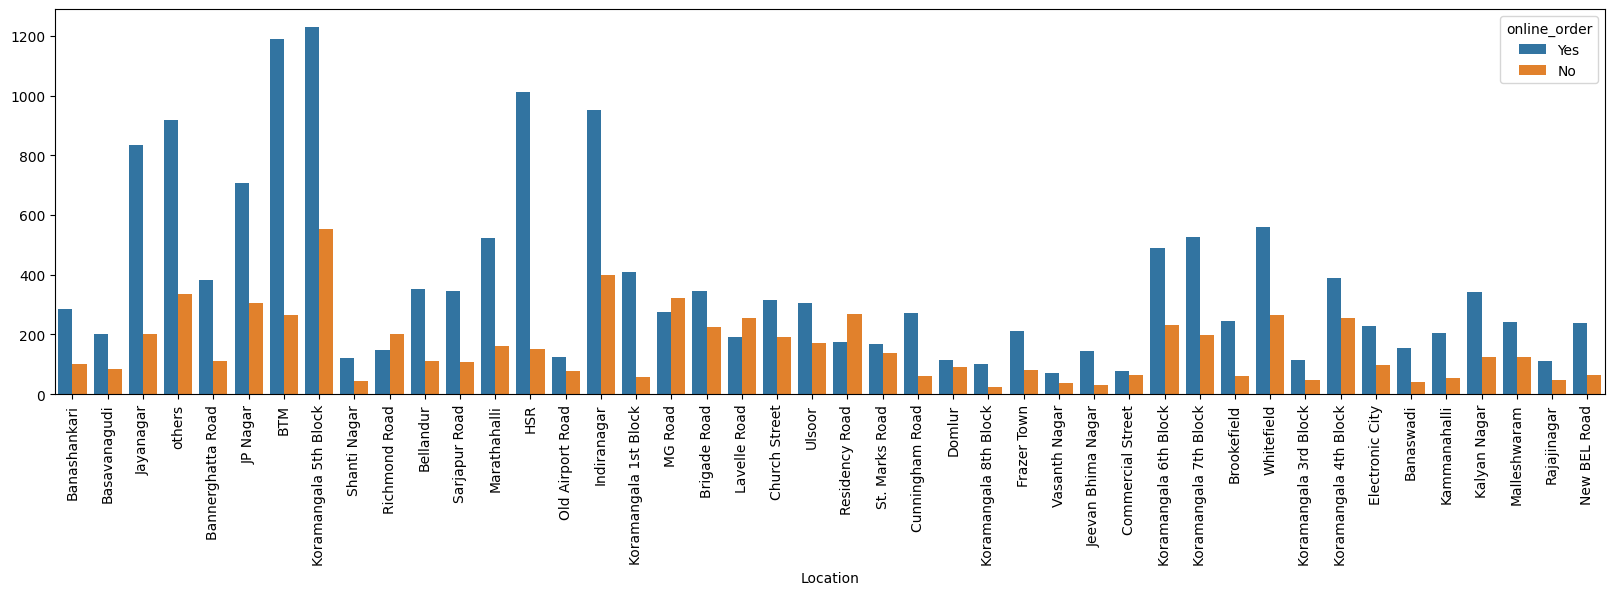 1200
1000
800
600
400
200
0
online_order
Yes
No
Banashankari
Basavanagudi
Jayanagar
others
Bannerghatta Road
JP Nagar
BTM
Koramangala 5th Block
Shanti Nagar
Richmond Road
Bellandur
Sarjapur Road
Marathahalli
HSR
Old Airport Road
Indiranagar
Koramangala 1st Block
MG Road
Brigade Road
Lavelle Road
Church Street
Ulsoor
Residency Road
St. Marks Road
Cunningham Road
Domlur
Koramangala 8th Block
Frazer Town
Vasanth Nagar
Jeevan Bhima Nagar
Commercial Street
Koramangala 6th Block
Koramangala 7th Block
Brookefield
Whitefield
Koramangala 3rd Block
Koramangala 4th Block
Electronic City
Banaswadi
Kammanahalli
Kalyan Nagar
Malleshwaram
Rajajinagar
New BEL Road
Location